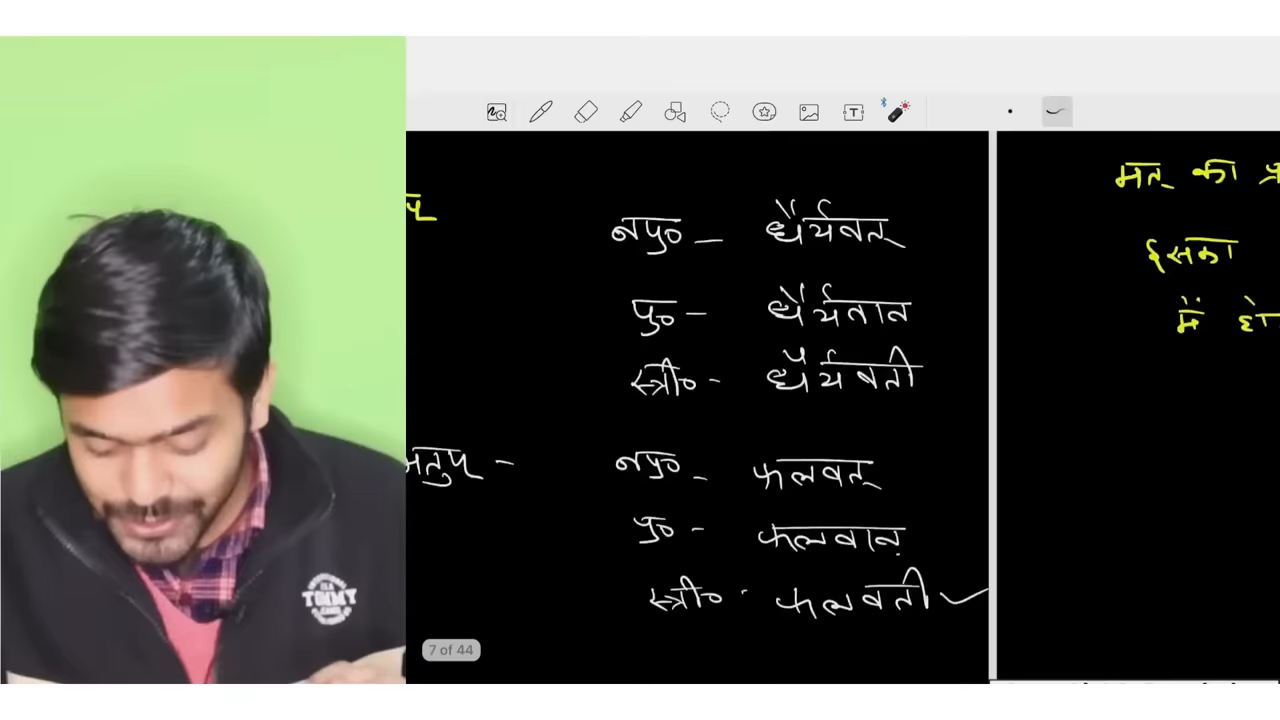 नपु० – धैर्यवत्
पु० – धैर्यवान
स्त्री० - धैर्यवती
मतुप् - नपु० - फलवत्
पु० - फलवान्
स्त्री० - फलवती
मत् की
इसका
में हो
TOMMY
7 of 44